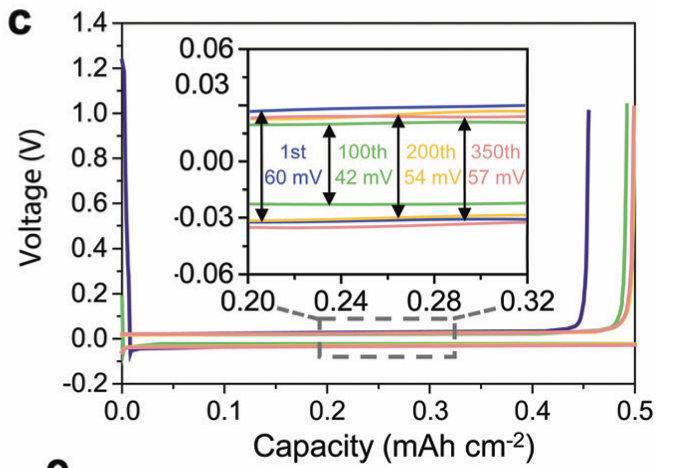 c
Voltage (V)
1.4
1.2
1.0
0.8
0.6
0.4
0.2
0.0
-0.2
0.06
0.03
0.00
-0.03
-0.06
1st 100th 200th 350th
60 mV 42 mV 54 mV 57 mV
0.20 0.24 0.28 0.32
0.0 0.1 0.2 0.3 0.4 0.5
Capacity (mAh cm⁻²)